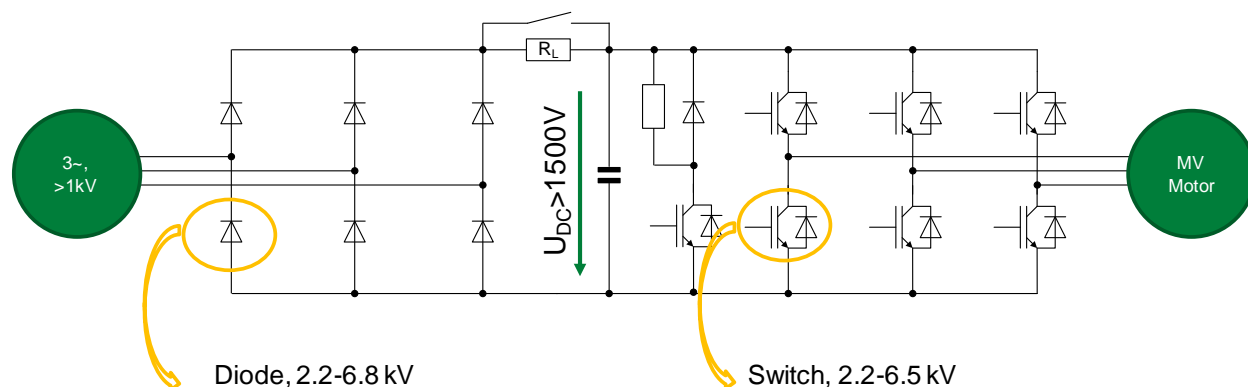 R_L
3~,
>1kV
U_DC>1500V
MV
Motor
Diode, 2.2-6.8 kV
Switch, 2.2-6.5 kV